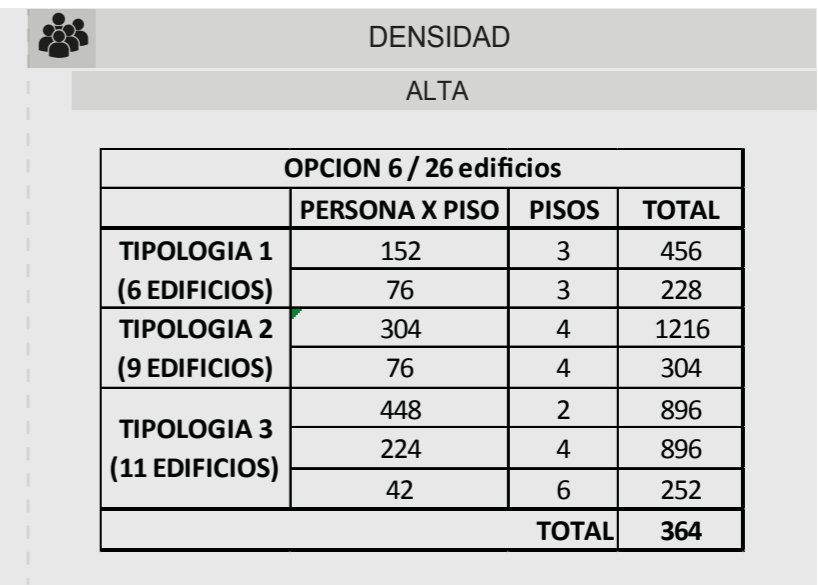 DENSIDAD
ALTA
OPCION 6 / 26 edificios
PERSONA X PISO PISOS TOTAL
TIPOLOGIA 1 152 3 456
(6 EDIFICIOS) 76 3 228
TIPOLOGIA 2 304 4 1216
(9 EDIFICIOS) 76 4 304
TIPOLOGIA 3
(11 EDIFICIOS)
448 2 896
224 4 896
42 6 252
TOTAL 364